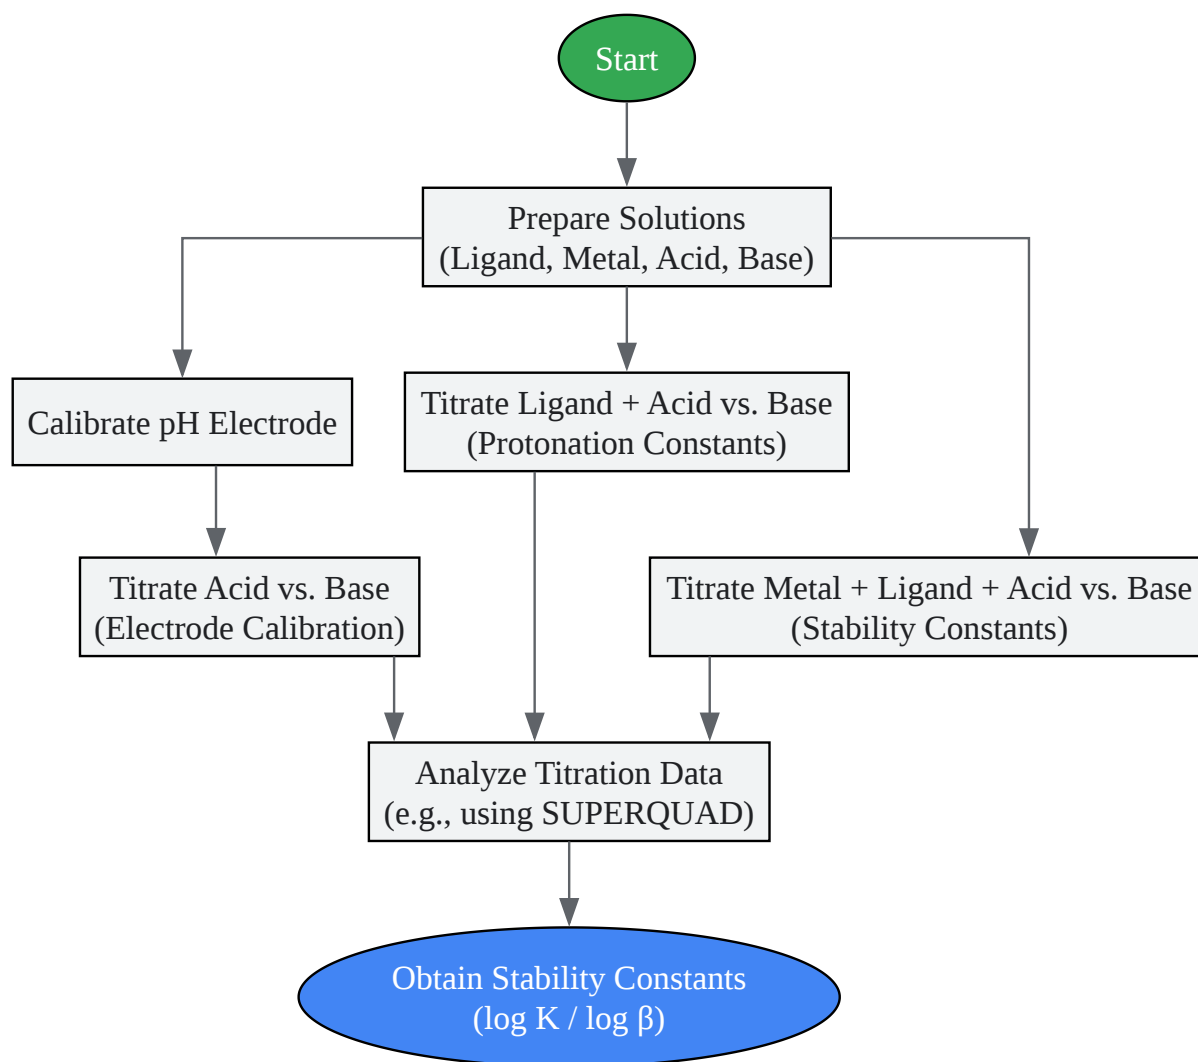 Start
Prepare Solutions
(Ligand, Metal, Acid, Base)
Calibrate pH Electrode
Titrate Ligand + Acid vs. Base
(Protonation Constants)
Titrate Acid vs. Base
(Electrode Calibration)
Titrate Metal + Ligand + Acid vs. Base
(Stability Constants)
Analyze Titration Data
(e.g., using SUPERQUAD)
Obtain Stability Constants
(log K / log β)